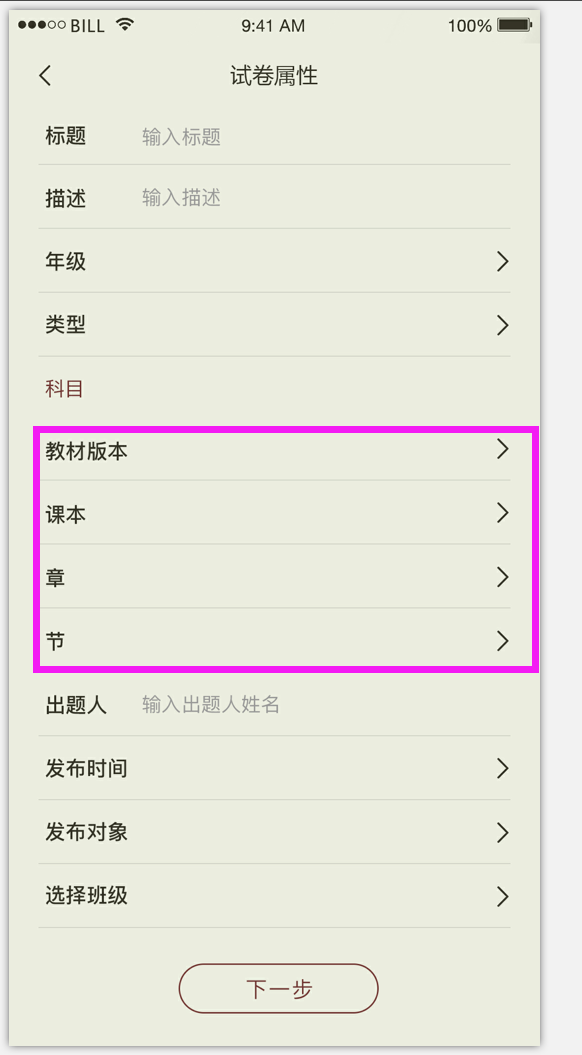 BILL 9:41 AM 100%
试卷属性
标题 输入标题
描述 输入描述
年级
类型
科目
教材版本
课本
章
节
出题人 输入出题人姓名
发布时间
发布对象
选择班级
下一步